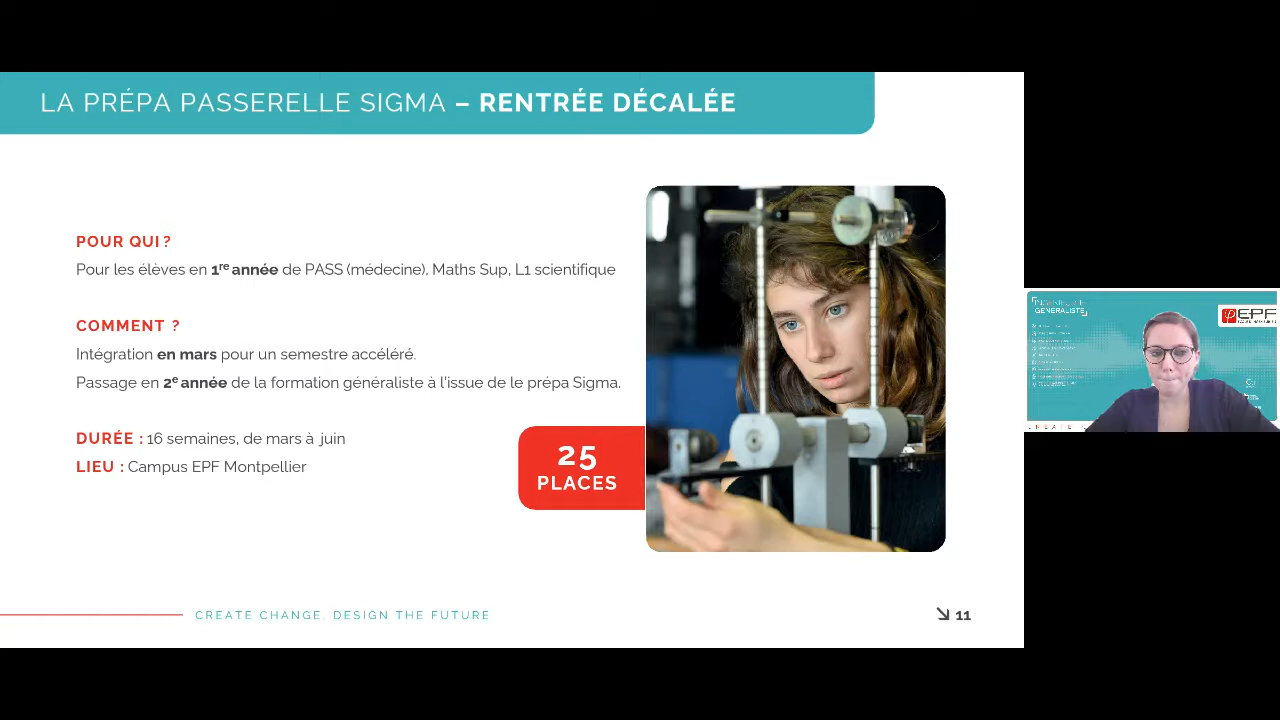 LA PRÉPA PASSERELLE SIGMA – RENTRÉE DÉCALÉE
POUR QUI ?
Pour les élèves en 1re année de PASS (médecine), Maths Sup, L1 scientifique
COMMENT ?
Intégration en mars pour un semestre accéléré.
Passage en 2e année de la formation généraliste à l'issue de le prépa Sigma.
DURÉE : 16 semaines, de mars à juin
LIEU : Campus EPF Montpellier
25
PLACES
CREATE CHANGE, DESIGN THE FUTURE
11
INGÉNIERIE
GÉNÉRALISTE
EPF